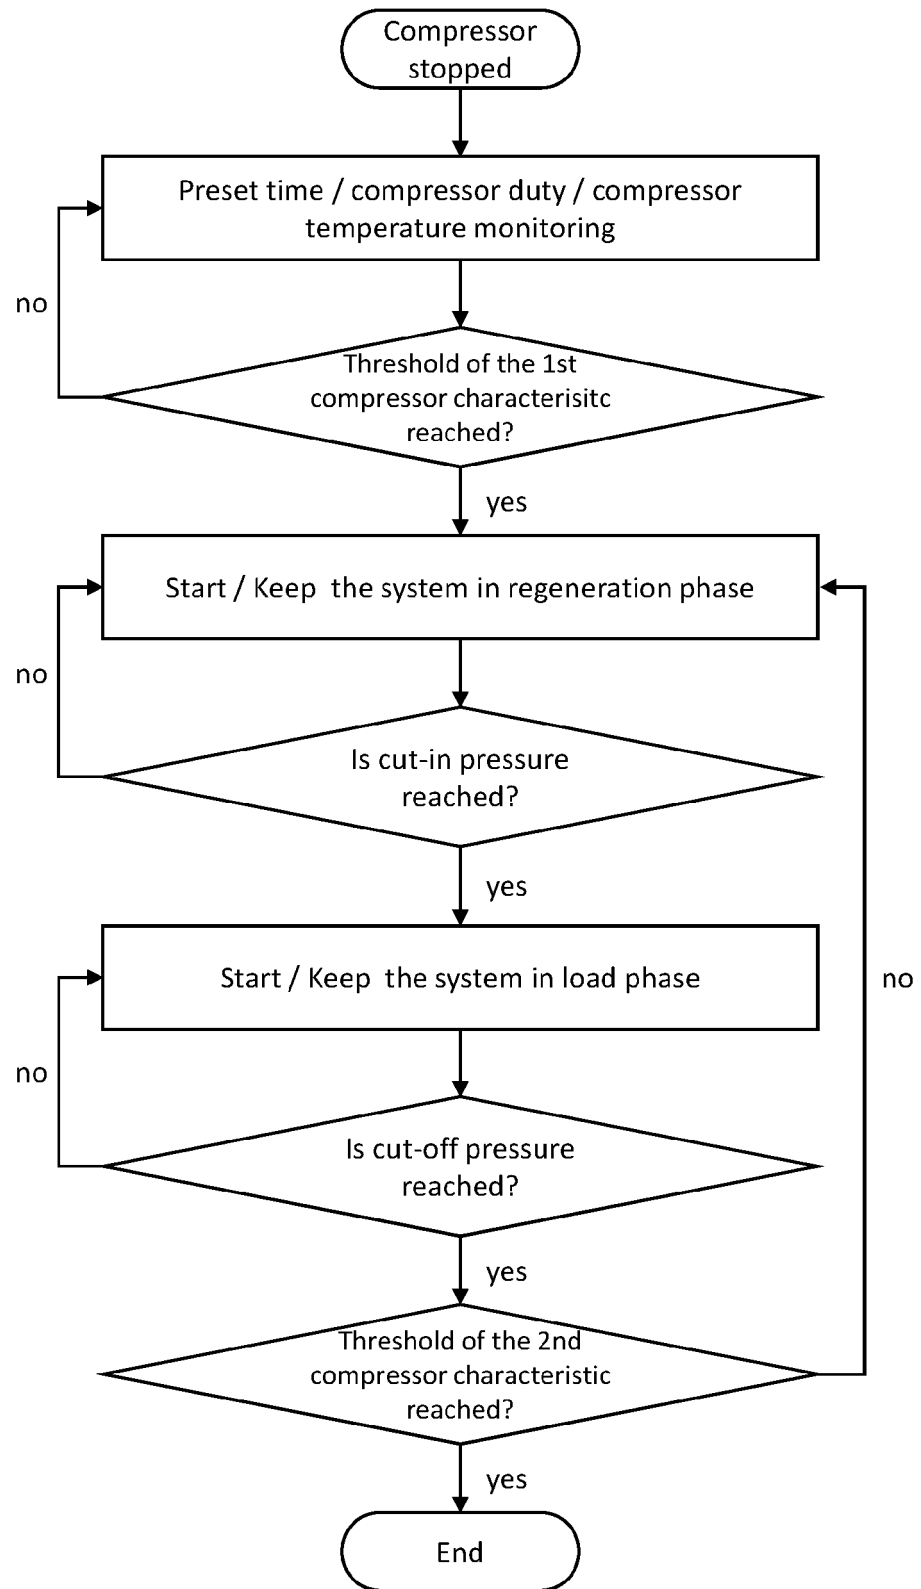 Compressor
stopped
Preset time / compressor duty / compressor
temperature monitoring
no
Threshold of the 1st
compressor characterisitc
reached?
yes
Start / Keep  the system in regeneration phase
no
Is cut-in pressure
reached?
yes
Start / Keep  the system in load phase
no
no
Is cut-off pressure
reached?
yes
Threshold of the 2nd
compressor characteristic
reached?
yes
End